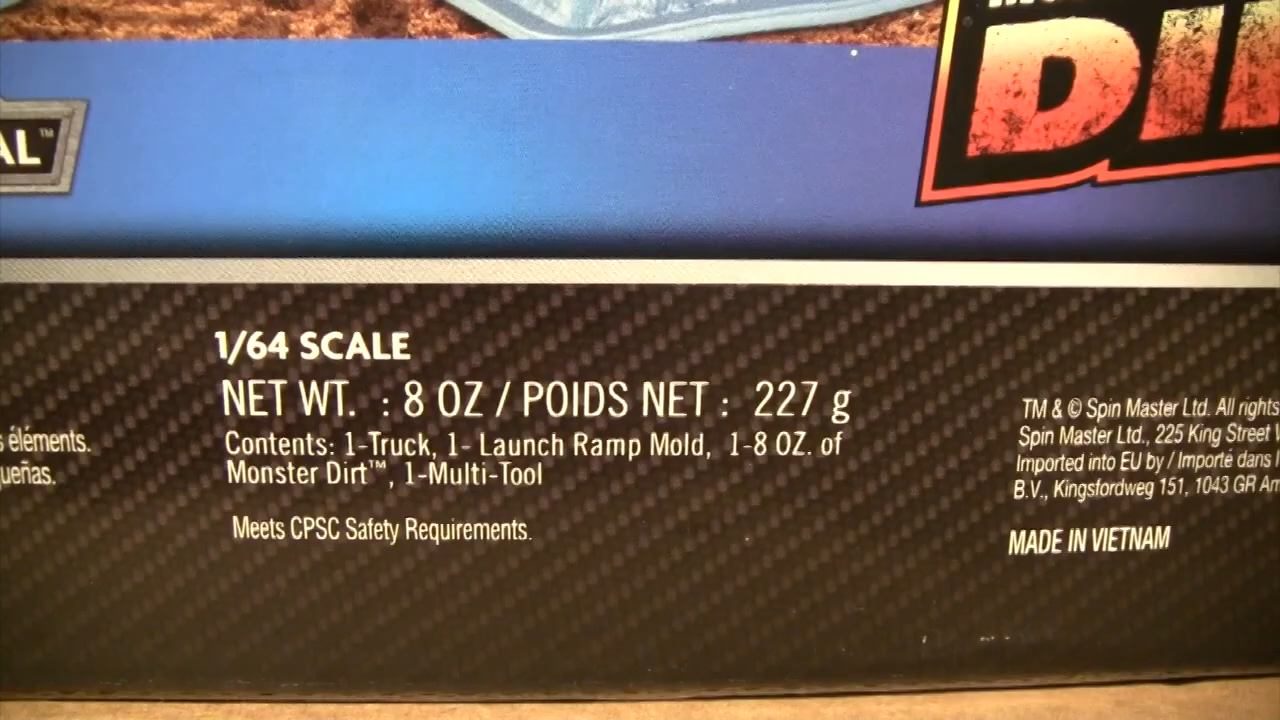 DI
AL™
1/64 SCALE
NET WT. : 8 OZ / POIDS NET : 227 g
Contents: 1-Truck, 1- Launch Ramp Mold, 1-8 OZ. of
Monster Dirt™, 1-Multi-Tool
Meets CPSC Safety Requirements.
s éléments.
ueñas.
TM & © Spin Master Ltd. All rights
Spin Master Ltd., 225 King Street
Imported into EU by / Importé dans
B.V., Kingsfordweg 151, 1043 GR Am
MADE IN VIETNAM